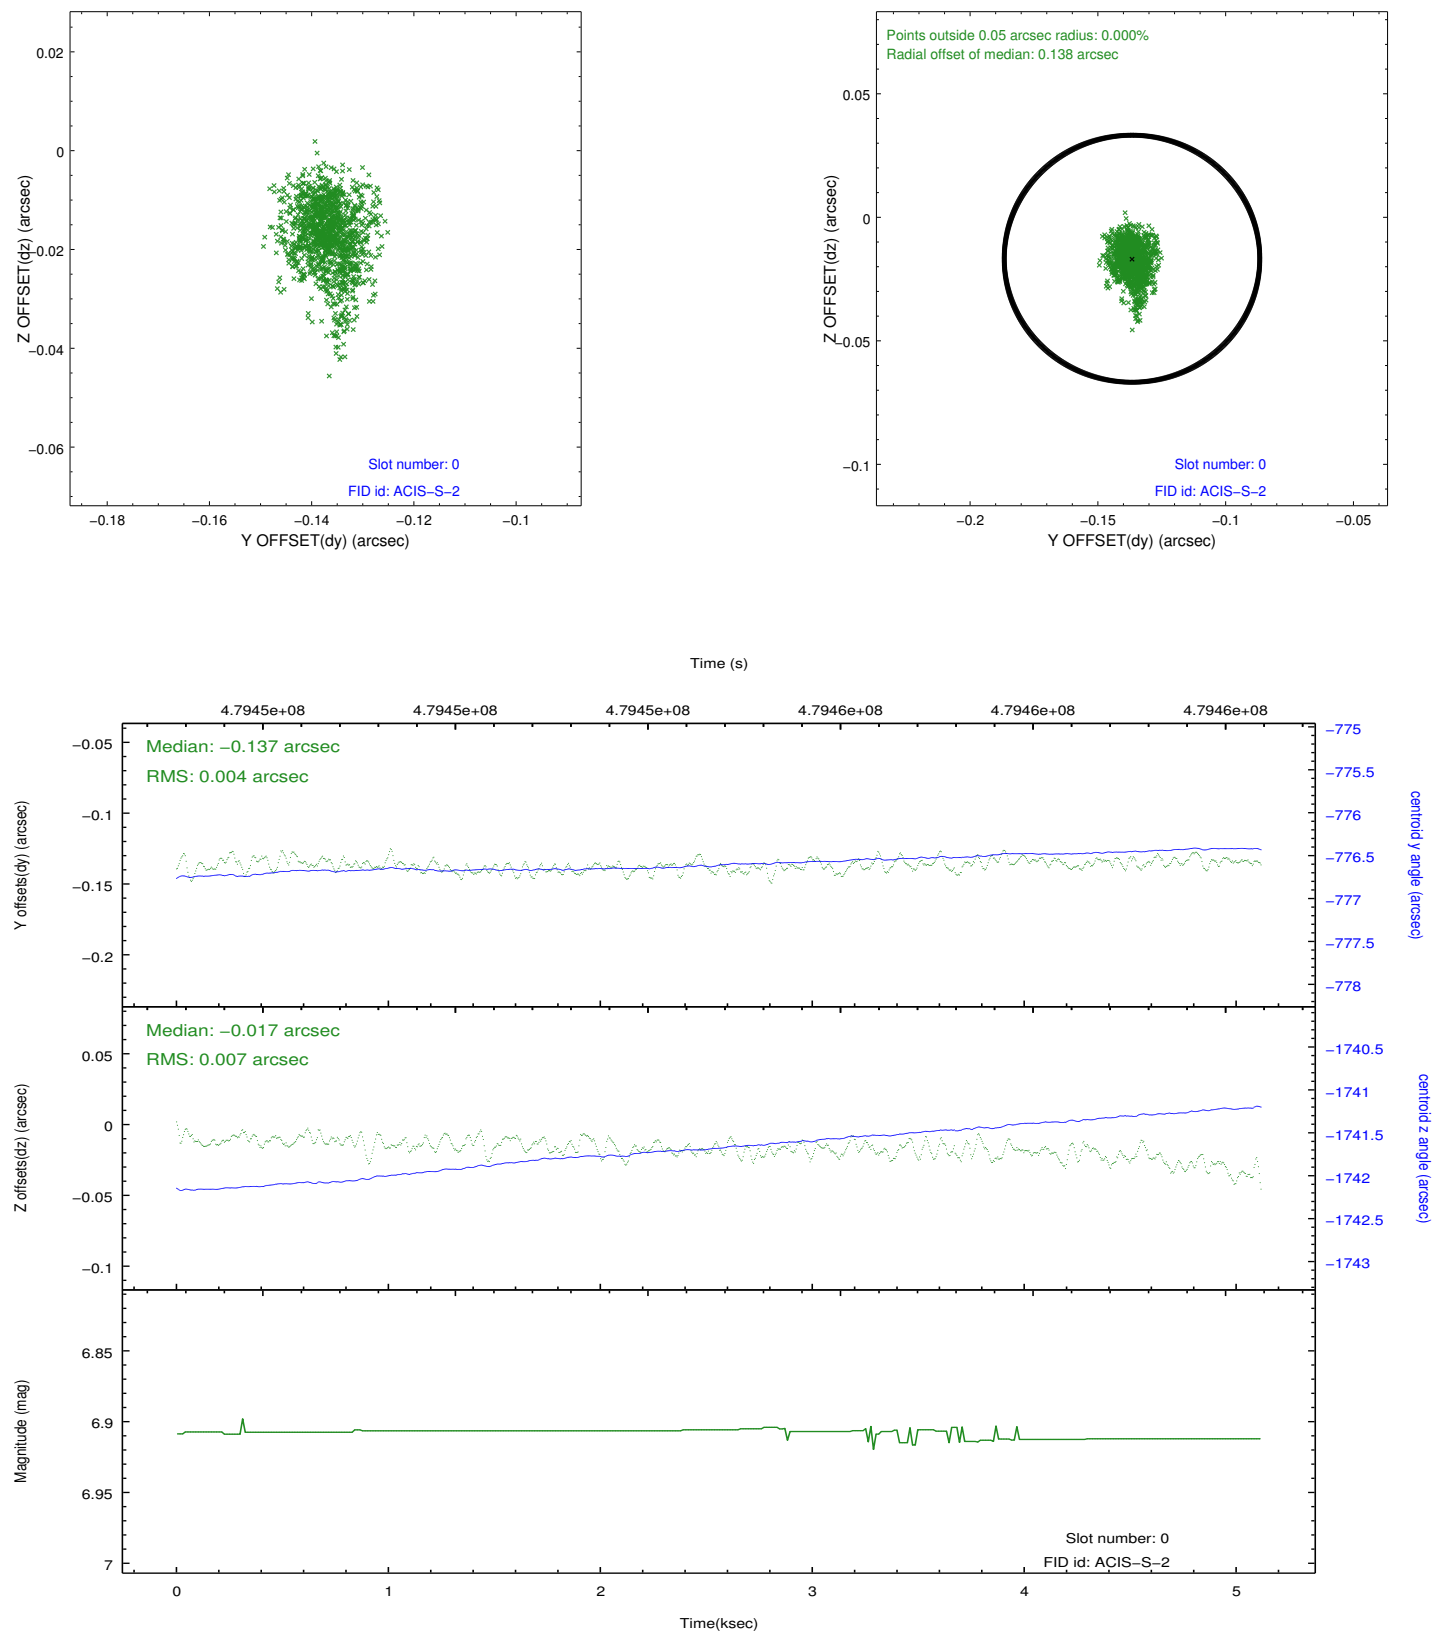 0.02
0
−0.02
−0.04
−0.06
Z OFFSET(dz) (arcsec)
Slot number: 0
FID id: ACIS−S−2
−0.18
−0.16
−0.14
−0.12
−0.1
Y OFFSET(dy) (arcsec)
Points outside 0.05 arcsec radius: 0.000%
Radial offset of median: 0.138 arcsec
0.05
0
−0.05
−0.1
Z OFFSET(dz) (arcsec)
Slot number: 0
FID id: ACIS−S−2
−0.2
−0.15
−0.1
−0.05
Y OFFSET(dy) (arcsec)
Time (s)
4.7945e+08
4.7945e+08
4.7945e+08
4.7946e+08
4.7946e+08
4.7946e+08
Median: −0.137 arcsec
RMS: 0.004 arcsec
−0.05
−0.1
−0.15
−0.2
Y offsets(dy) (arcsec)
−775
−775.5
−776
−776.5
−777
−777.5
−778
centroid y angle (arcsec)
Median: −0.017 arcsec
RMS: 0.007 arcsec
0.05
0
−0.05
−0.1
Z offsets(dz) (arcsec)
−1740.5
−1741
−1741.5
−1742
−1742.5
−1743
centroid z angle (arcsec)
6.85
6.9
6.95
7
Magnitude (mag)
Slot number: 0
FID id: ACIS−S−2
0
1
2
3
4
5
Time(ksec)